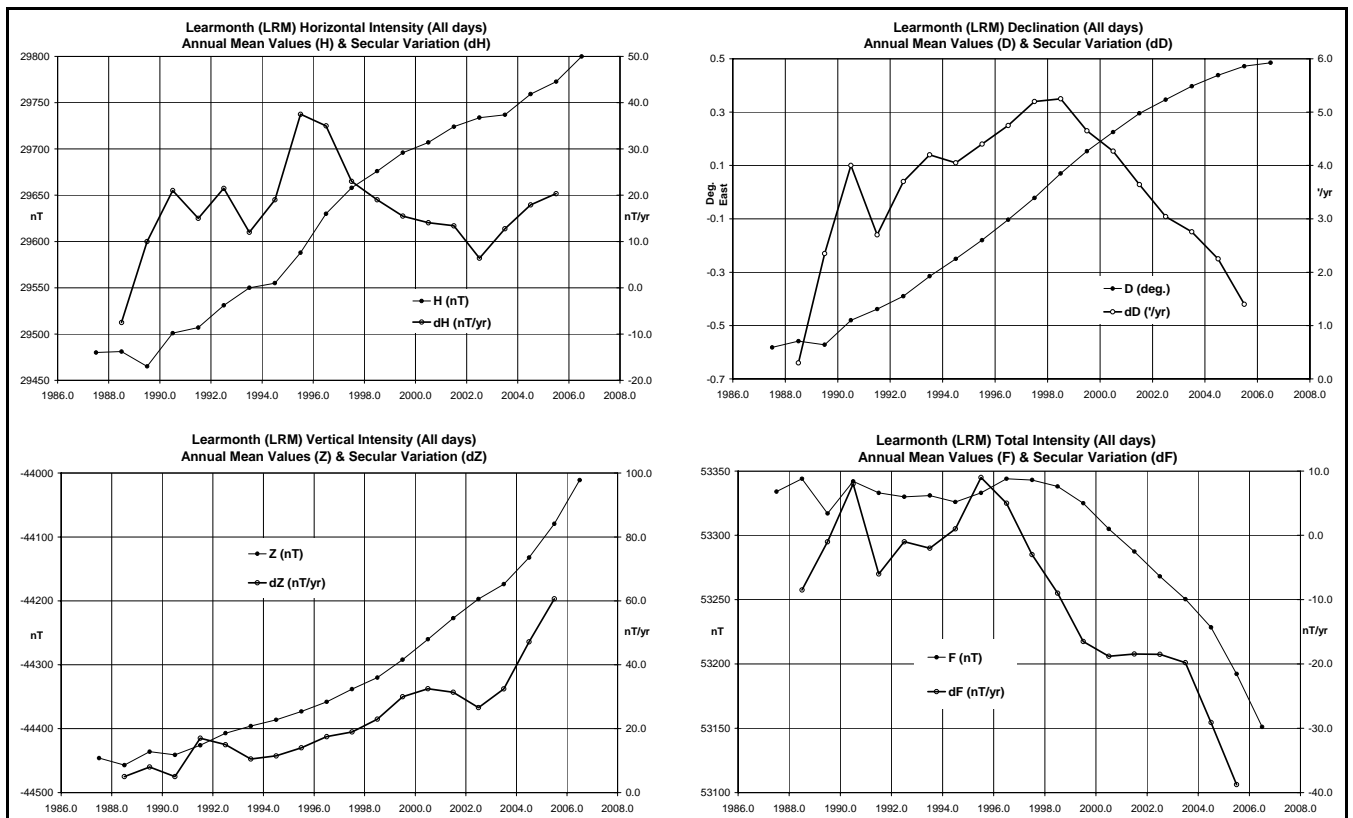 Learmonth (LRM) Horizontal Intensity (All days)
Annual Mean Values (H) & Secular Variation (dH)
29800
29750
29700
29650
nT
29600
29550
29500
29450
50.0
40.0
30.0
20.0
nT/yr
10.0
0.0
-10.0
-20.0
H (nT)
dH (nT/yr)
1986.0 1988.0 1990.0 1992.0 1994.0 1996.0 1998.0 2000.0 2002.0 2004.0 2006.0 2008.0
Learmonth (LRM) Declination (All days)
Annual Mean Values (D) & Secular Variation (dD)
0.5
0.3
0.1
Deg. East
-0.1
-0.3
-0.5
-0.7
6.0
5.0
4.0
'/yr
3.0
2.0
1.0
0.0
D (deg.)
dD ('/yr)
1986.0 1988.0 1990.0 1992.0 1994.0 1996.0 1998.0 2000.0 2002.0 2004.0 2006.0 2008.0
Learmonth (LRM) Vertical Intensity (All days)
Annual Mean Values (Z) & Secular Variation (dZ)
-44000
-44100
-44200
nT
-44300
-44400
-44500
100.0
80.0
60.0
nT/yr
40.0
20.0
0.0
Z (nT)
dZ (nT/yr)
1986.0 1988.0 1990.0 1992.0 1994.0 1996.0 1998.0 2000.0 2002.0 2004.0 2006.0 2008.0
Learmonth (LRM) Total Intensity (All days)
Annual Mean Values (F) & Secular Variation (dF)
53350
53300
53250
nT
53200
53150
53100
10.0
0.0
-10.0
nT/yr
-20.0
-30.0
-40.0
F (nT)
dF (nT/yr)
1986.0 1988.0 1990.0 1992.0 1994.0 1996.0 1998.0 2000.0 2002.0 2004.0 2006.0 2008.0